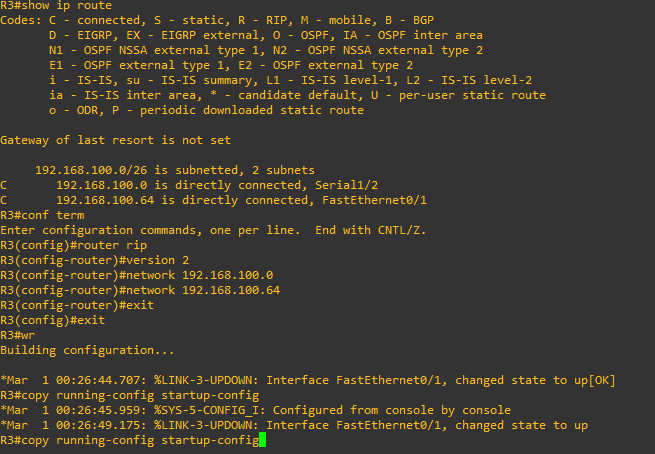 R3#show ip route
Codes: C - connected, S - static, R - RIP, M - mobile, B - BGP
       D - EIGRP, EX - EIGRP external, O - OSPF, IA - OSPF inter area
       N1 - OSPF NSSA external type 1, N2 - OSPF NSSA external type 2
       E1 - OSPF external type 1, E2 - OSPF external type 2
       i - IS-IS, su - IS-IS summary, L1 - IS-IS level-1, L2 - IS-IS level-2
       ia - IS-IS inter area, * - candidate default, U - per-user static route
       o - ODR, P - periodic downloaded static route

Gateway of last resort is not set

     192.168.100.0/26 is subnetted, 2 subnets
C       192.168.100.0 is directly connected, Serial1/2
C       192.168.100.64 is directly connected, FastEthernet0/1
R3#conf term
Enter configuration commands, one per line.  End with CNTL/Z.
R3(config)#router rip
R3(config-router)#version 2
R3(config-router)#network 192.168.100.0
R3(config-router)#network 192.168.100.64
R3(config-router)#exit
R3(config)#exit
R3#wr
Building configuration...

*Mar  1 00:26:44.707: %LINK-3-UPDOWN: Interface FastEthernet0/1, changed state to up[OK]
R3#copy running-config startup-config
*Mar  1 00:26:45.959: %SYS-5-CONFIG_I: Configured from console by console
*Mar  1 00:26:49.175: %LINK-3-UPDOWN: Interface FastEthernet0/1, changed state to up
R3#copy running-config startup-config